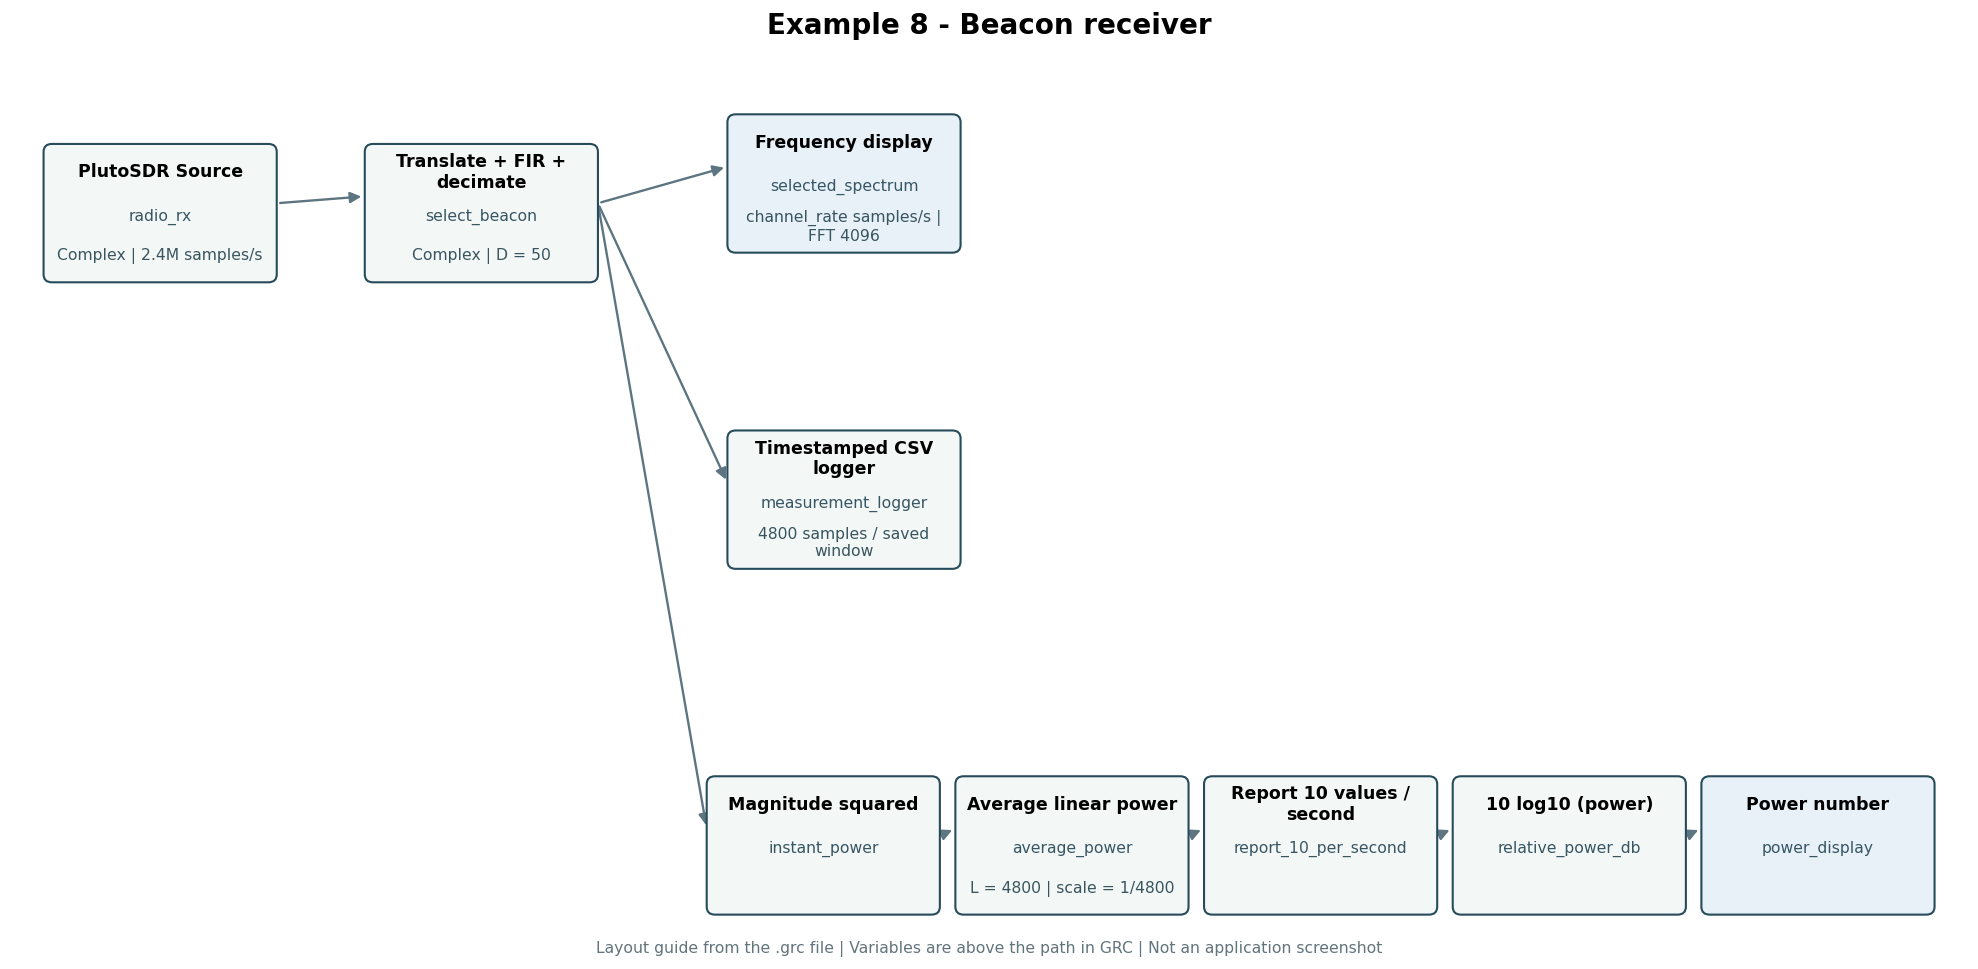 Example 8 - Beacon receiver
PlutoSDR Source
radio_rx
Complex | 2.4M samples/s
Translate + FIR +
decimate
select_beacon
Complex | D = 50
Frequency display
selected_spectrum
channel_rate samples/s |
FFT 4096
Timestamped CSV
logger
measurement_logger
4800 samples / saved
window
Magnitude squared
instant_power
Average linear power
average_power
L = 4800 | scale = 1/4800
Report 10 values /
second
report_10_per_second
10 log10 (power)
relative_power_db
Power number
power_display
Layout guide from the .grc file | Variables are above the path in GRC | Not an application screenshot